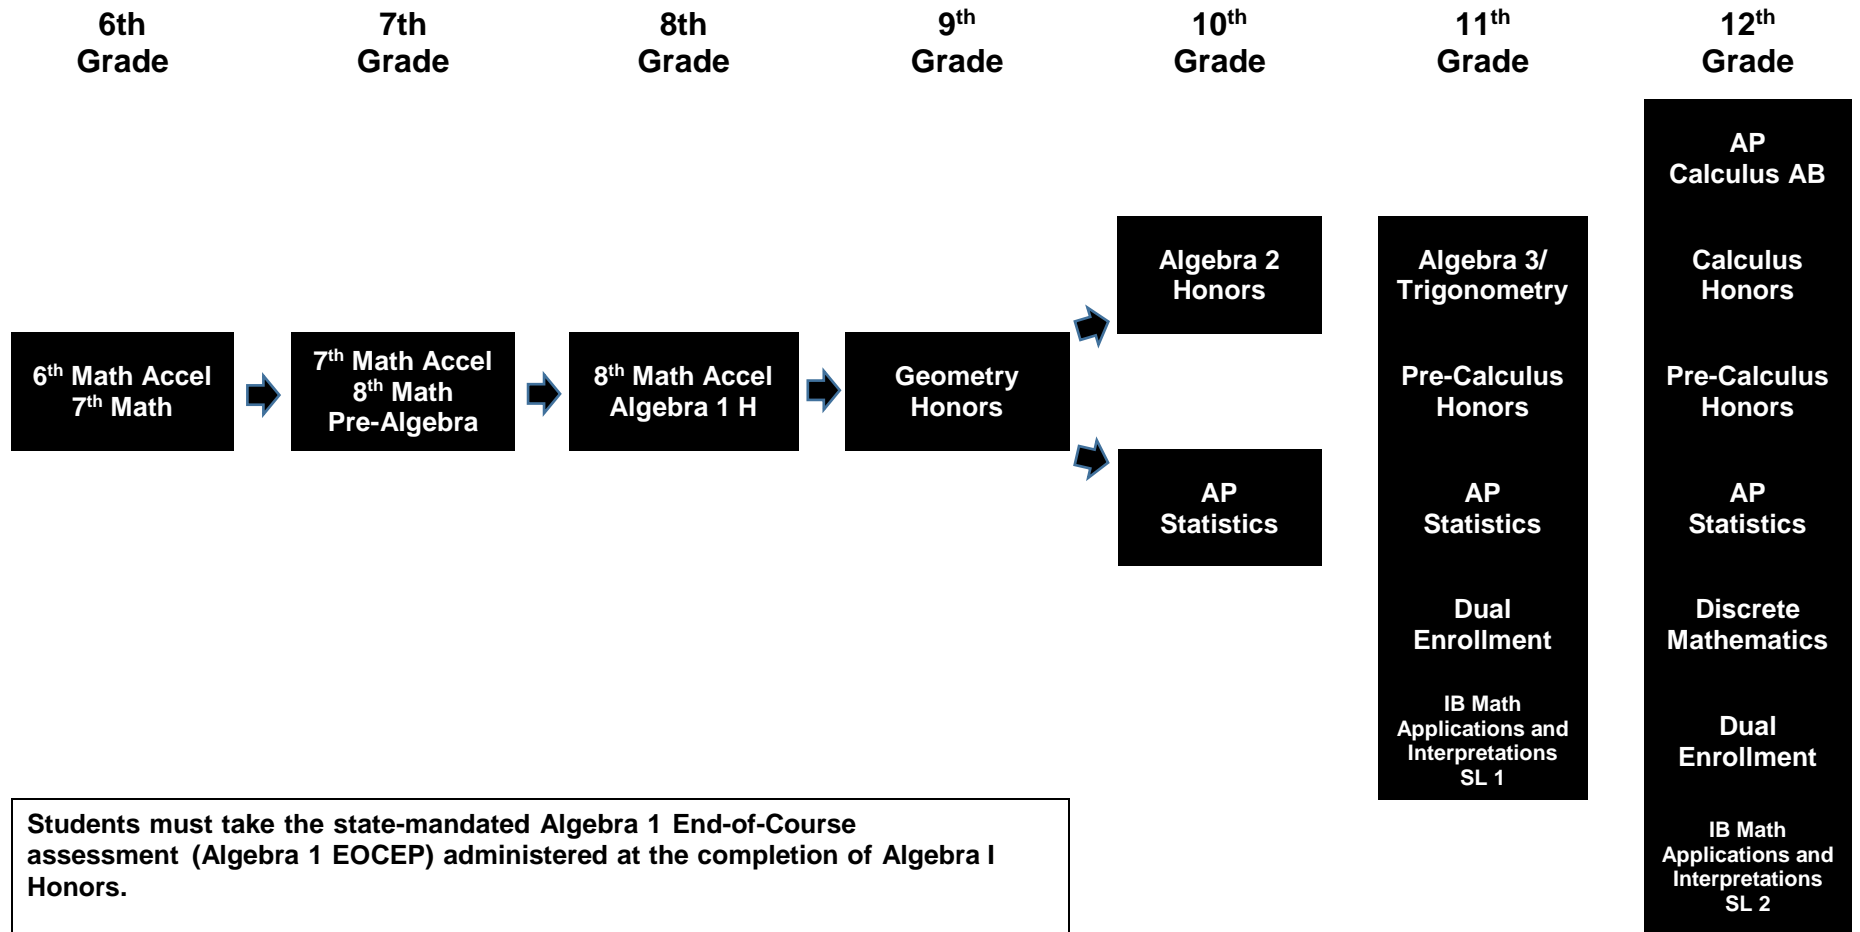 6th
Grade
7th
Grade
8th
Grade
9th
Grade
10th
Grade
11th
Grade
12th
Grade
6th Math Accel
7th Math
7th Math Accel
8th Math
Pre-Algebra
8th Math Accel
Algebra 1 H
Geometry
Honors
Algebra 2
Honors
AP
Statistics
Algebra 3/
Trigonometry
Pre-Calculus
Honors
AP
Statistics
Dual
Enrollment
IB Math
Applications and
Interpretations
SL 1
AP
Calculus AB
Calculus
Honors
Pre-Calculus
Honors
AP
Statistics
Discrete
Mathematics
Dual
Enrollment
IB Math
Applications and
Interpretations
SL 2
Students must take the state-mandated Algebra 1 End-of-Course
assessment (Algebra 1 EOCEP) administered at the completion of Algebra I
Honors.